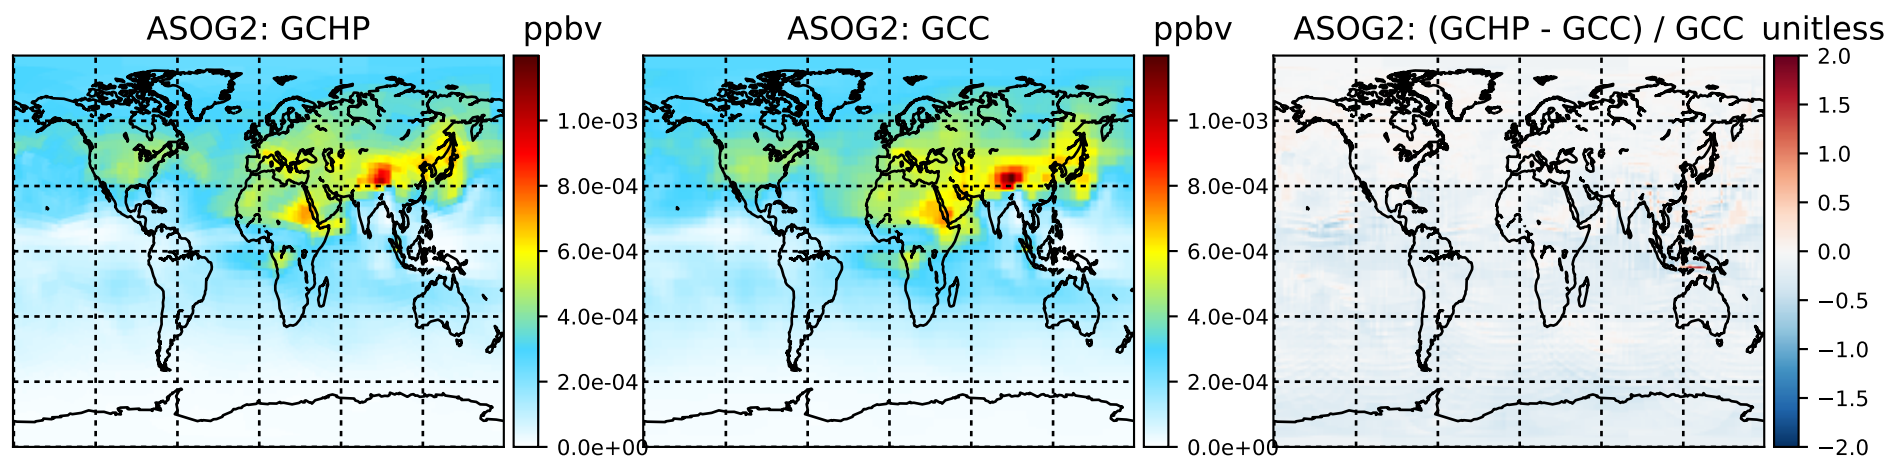 ASOG2: GCHP
ppbv
1.0e-03
8.0e-04
6.0e-04
4.0e-04
2.0e-04
0.0e+00
ASOG2: GCC
ppbv
1.0e-03
8.0e-04
6.0e-04
4.0e-04
2.0e-04
0.0e+00
ASOG2: (GCHP - GCC) / GCC
unitless
2.0
1.5
1.0
0.5
0.0
−0.5
−1.0
−1.5
−2.0